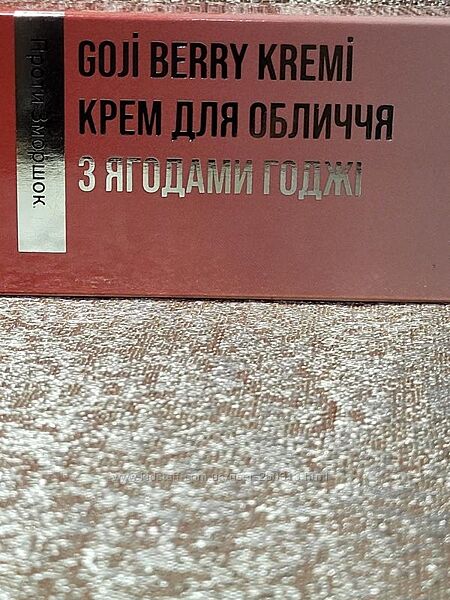 Проти зморшок.
GOJİ BERRY KREMİ
КРЕМ ДЛЯ ОБЛИЧЧЯ
З ЯГОДАМИ ГОДЖІ